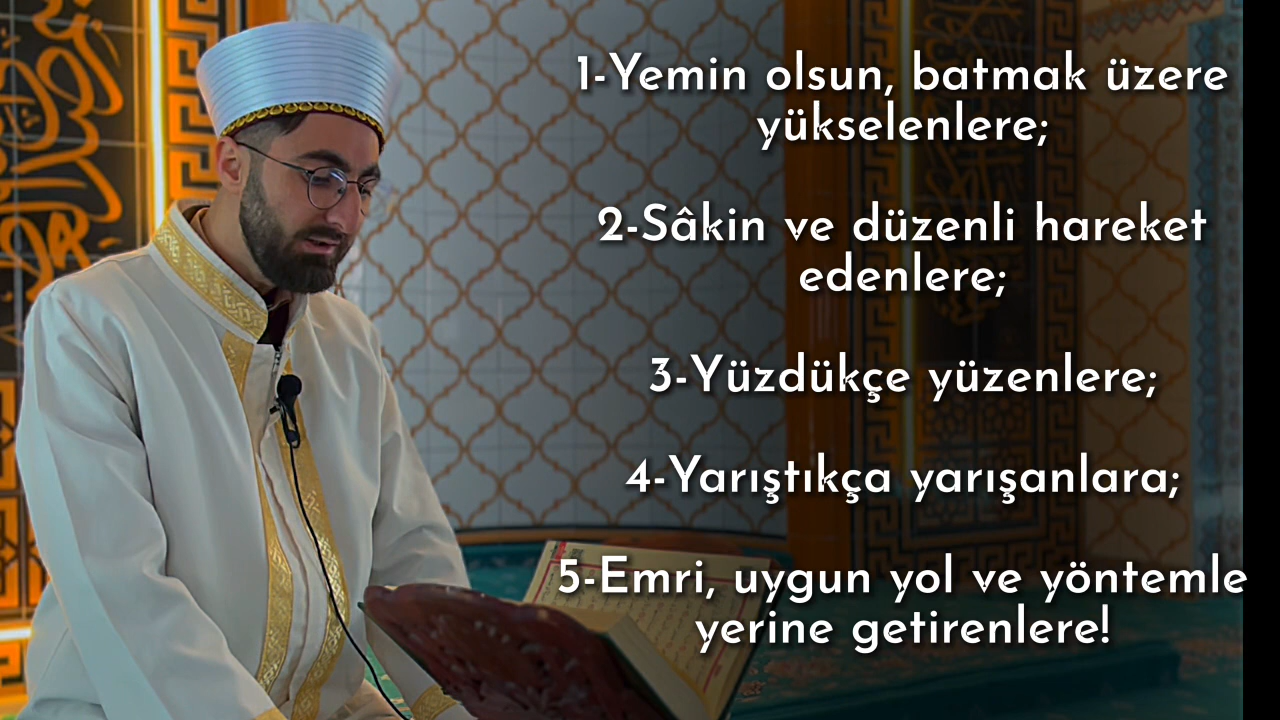 1-Yemin olsun, batmak üzere
yükselenlere;
2-Sâkin ve düzenli hareket
edenlere;
3-Yüzdükçe yüzenlere;
4-Yarıştıkça yarışanlara;
5-Emri, uygun yol ve yöntemle
yerine getirenlere!